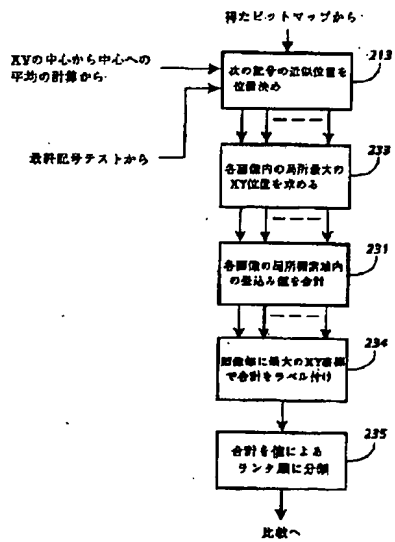 得たビットマップから
XYの中心から中心への
平均の計算から
最終記号テストから
次の記号の近似位置を
位置決め
213
各画像内の局所最大の
XY位置を求める
233
各画像の局所探索域内
の畳込み値を合計
231
画像毎に最大のXY座標
で合計をラベル付け
234
合計を値による
ランク順に分類
235
比較へ